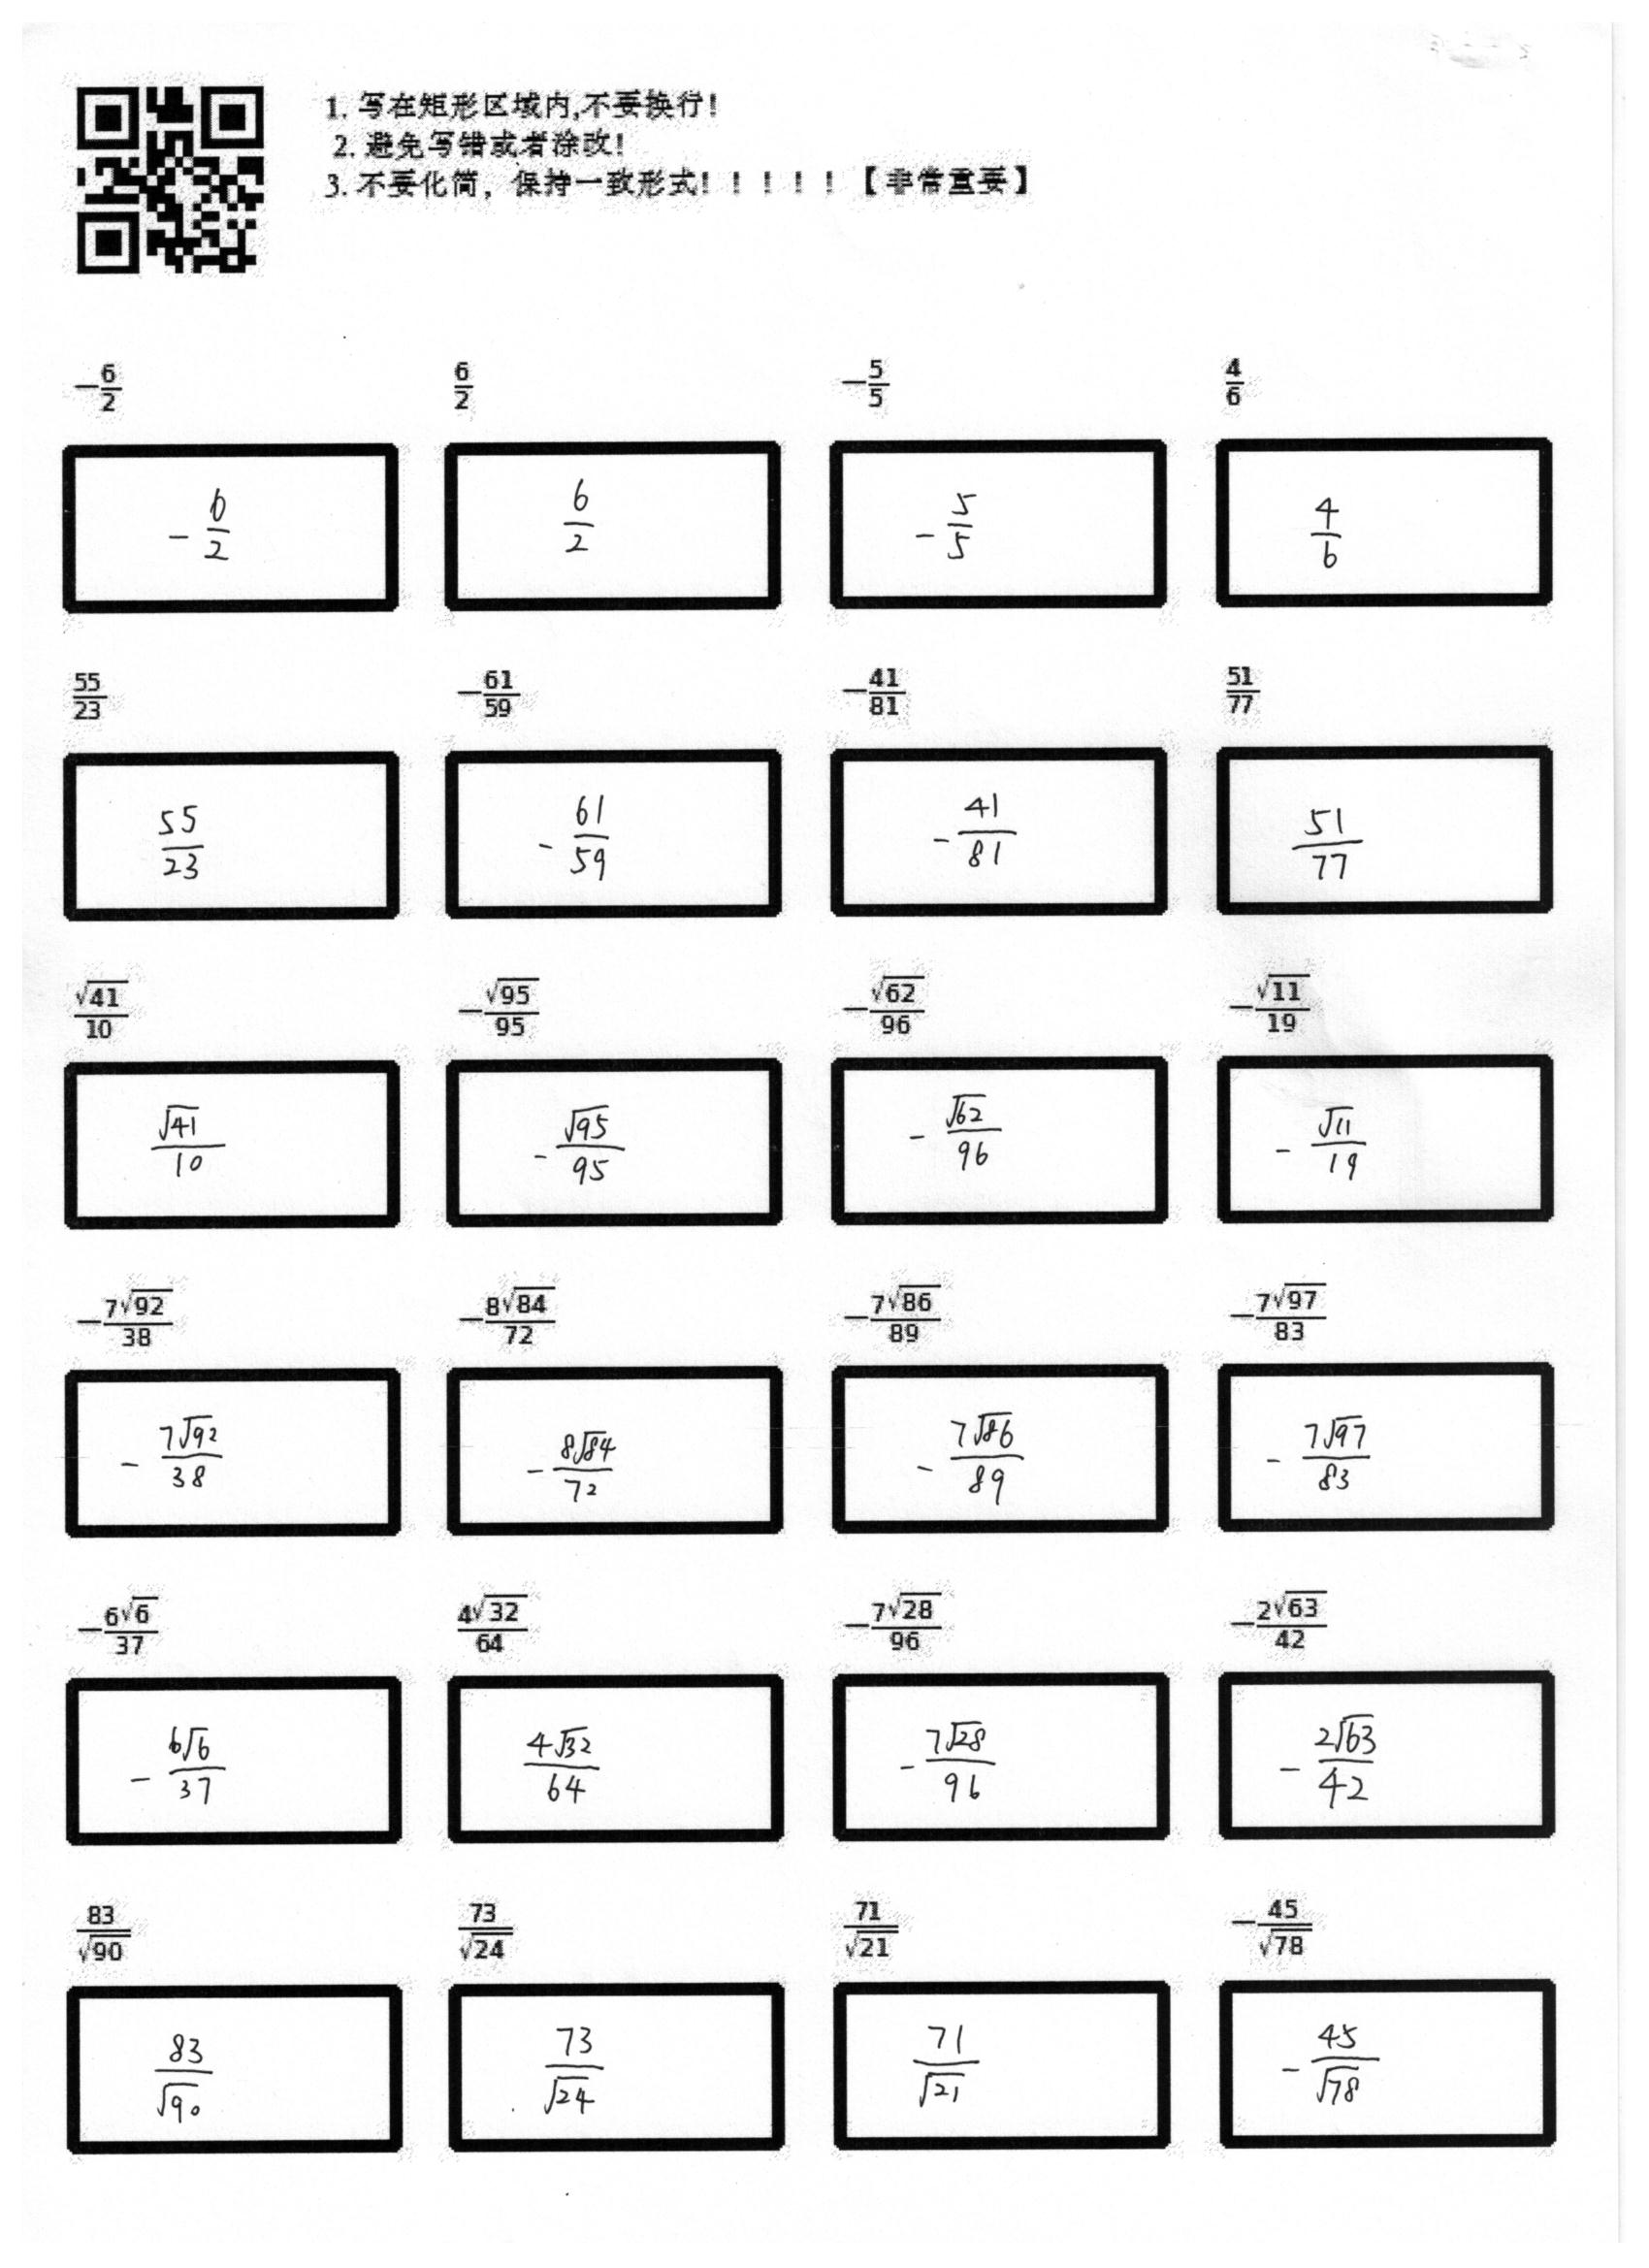 1. 写在矩形区域内,不要换行!
2. 避免写错或者涂改!
3. 不要化简，保持一致形式! ! ! ! ! 【非常重要】
$-\frac{6}{2}$ $\frac{6}{2}$ $-\frac{5}{5}$ $\frac{4}{6}$
$-\frac{6}{2}$ $\frac{6}{2}$ $-\frac{5}{5}$ $\frac{4}{6}$
$\frac{55}{23}$ $-\frac{61}{59}$ $-\frac{41}{81}$ $\frac{51}{77}$
$\frac{55}{23}$ $-\frac{61}{59}$ $-\frac{41}{81}$ $\frac{51}{77}$
$\frac{\sqrt{41}}{10}$ $-\frac{\sqrt{95}}{95}$ $-\frac{\sqrt{62}}{96}$ $-\frac{\sqrt{11}}{19}$
$\frac{\sqrt{41}}{10}$ $-\frac{\sqrt{95}}{95}$ $-\frac{\sqrt{62}}{96}$ $-\frac{\sqrt{11}}{19}$
$-\frac{7\sqrt{92}}{38}$ $-\frac{8\sqrt{84}}{72}$ $-\frac{7\sqrt{86}}{89}$ $-\frac{7\sqrt{97}}{83}$
$-\frac{7\sqrt{92}}{38}$ $-\frac{8\sqrt{84}}{72}$ $-\frac{7\sqrt{86}}{89}$ $-\frac{7\sqrt{97}}{83}$
$-\frac{6\sqrt{6}}{37}$ $\frac{4\sqrt{32}}{64}$ $-\frac{7\sqrt{28}}{96}$ $-\frac{2\sqrt{63}}{42}$
$-\frac{6\sqrt{6}}{37}$ $\frac{4\sqrt{32}}{64}$ $-\frac{7\sqrt{28}}{96}$ $-\frac{2\sqrt{63}}{42}$
$\frac{83}{\sqrt{90}}$ $\frac{73}{\sqrt{24}}$ $\frac{71}{\sqrt{21}}$ $-\frac{45}{\sqrt{78}}$
$\frac{83}{\sqrt{90}}$ $\frac{73}{\sqrt{24}}$ $\frac{71}{\sqrt{21}}$ $-\frac{45}{\sqrt{78}}$